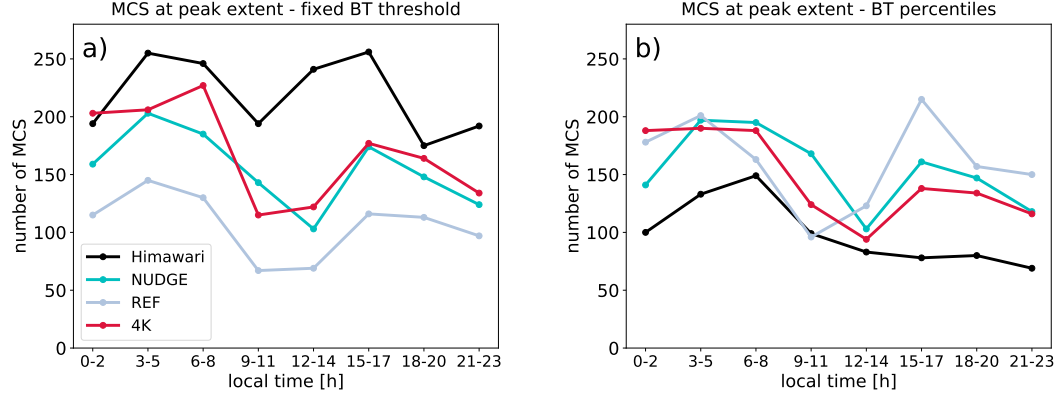 MCS at peak extent - fixed BT threshold
a)
number of MCS
250
200
150
100
50
0
Himawari
NUDGE
REF
4K
0-2 3-5 6-8 9-11 12-14 15-17 18-20 21-23
local time [h]
MCS at peak extent - BT percentiles
b)
number of MCS
250
200
150
100
50
0
0-2 3-5 6-8 9-11 12-14 15-17 18-20 21-23
local time [h]